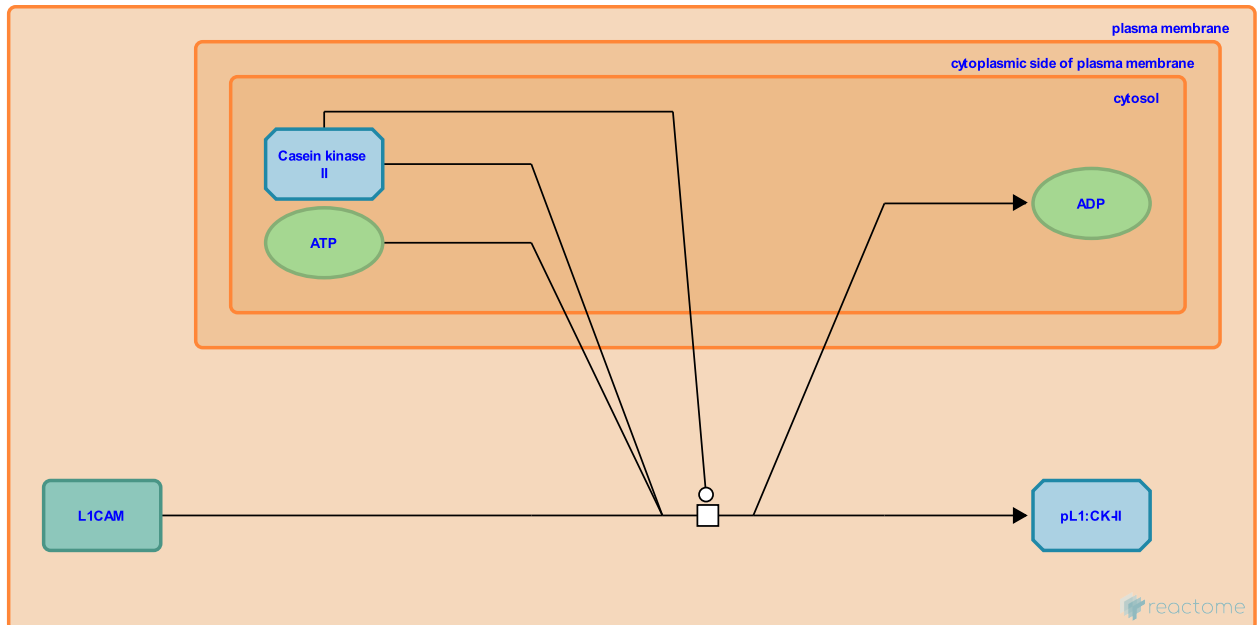 plasma membrane
cytoplasmic side of plasma membrane
cytosol
Casein kinase
II
ATP
ADP
L1CAM
pL1:CK-II
reactome